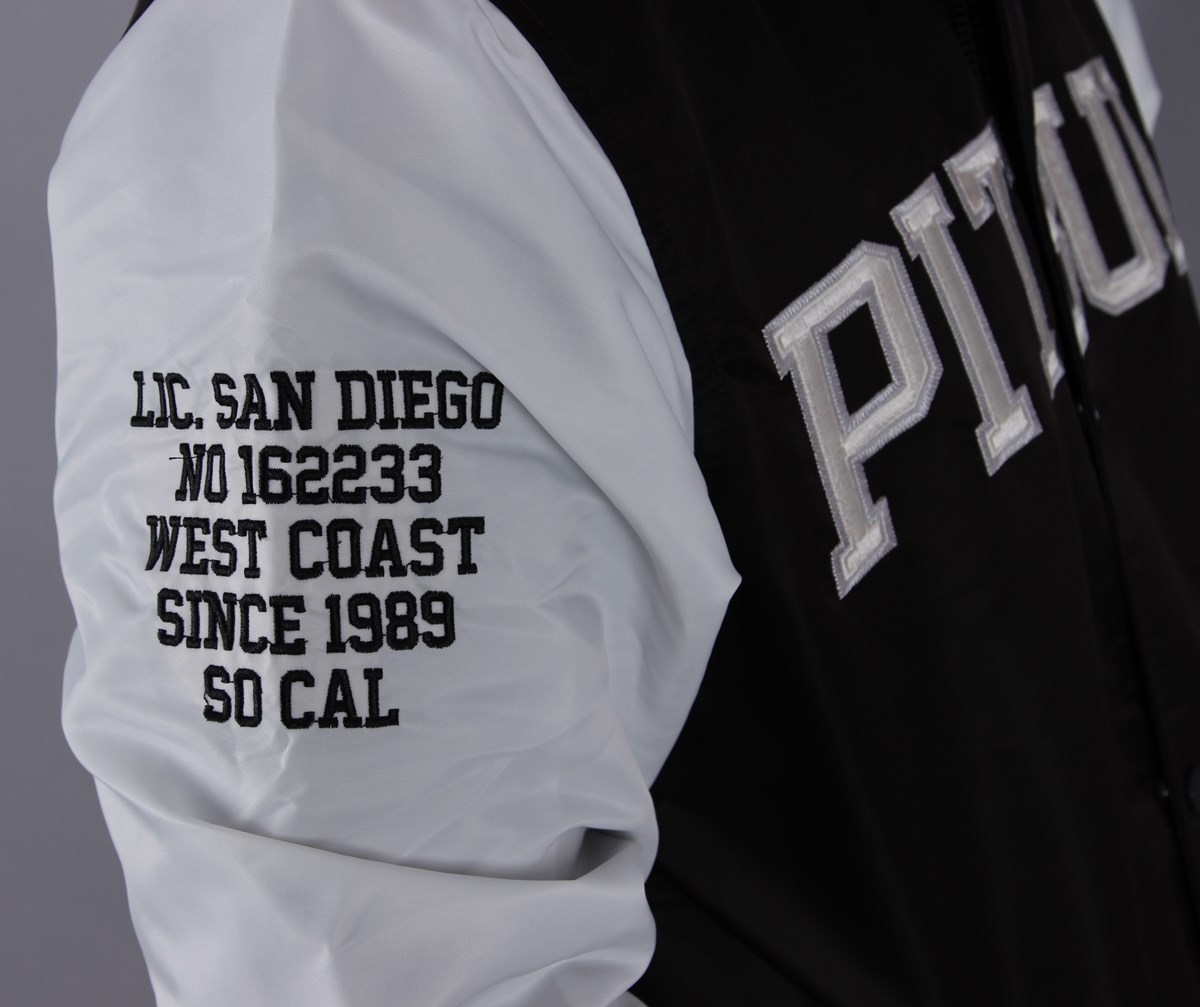 LIC. SAN DIEGO
NO 162233
WEST COAST
SINCE 1989
SO CAL